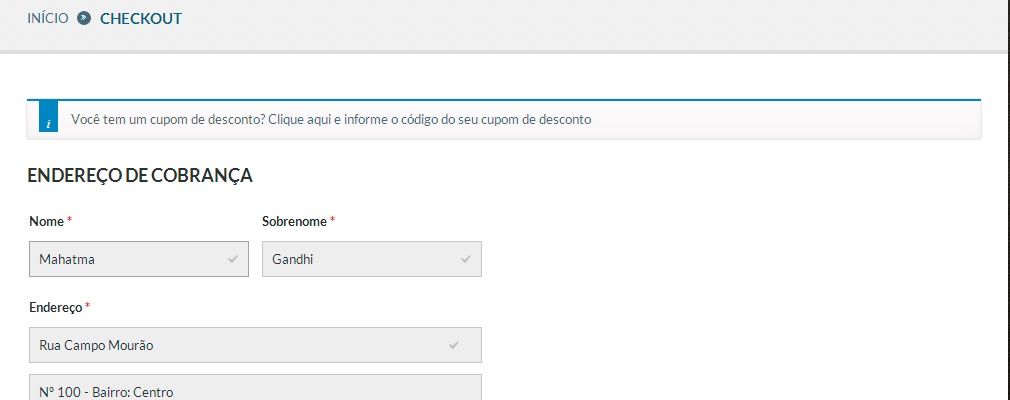 INÍCIO » CHECKOUT
i Você tem um cupom de desconto? Clique aqui e informe o código do seu cupom de desconto
ENDEREÇO DE COBRANÇA
Nome * Sobrenome *
Mahatma Gandhi
Endereço *
Rua Campo Mourão
Nº 100 - Bairro: Centro